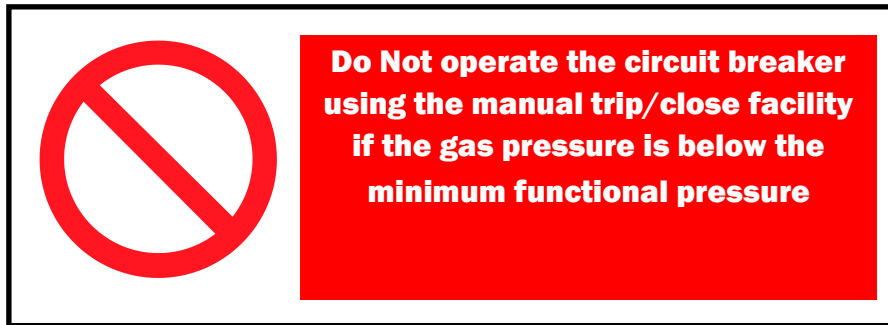 Do Not operate the circuit breaker
using the manual trip/close facility
if the gas pressure is below the
minimum functional pressure